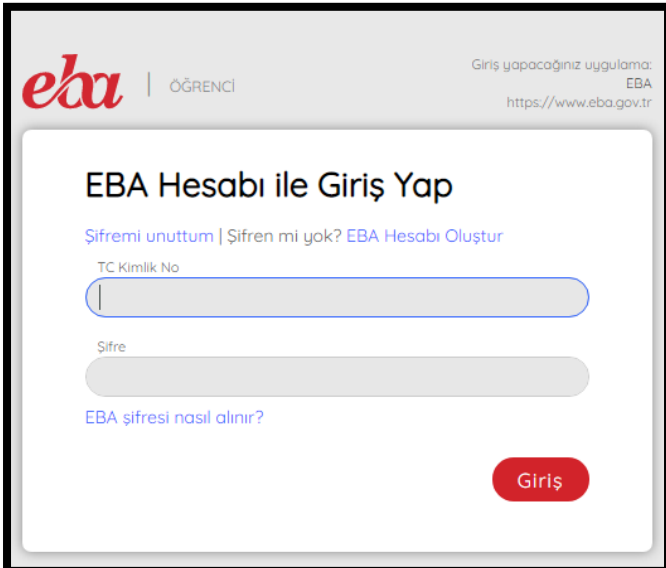 eba | ÖĞRENCİ
Giriş yapacağınız uygulama:
EBA
https://www.eba.gov.tr
EBA Hesabı ile Giriş Yap
Şifremi unuttum | Şifren mi yok? EBA Hesabı Oluştur
TC Kimlik No
Şifre
EBA şifresi nasıl alınır?
Giriş